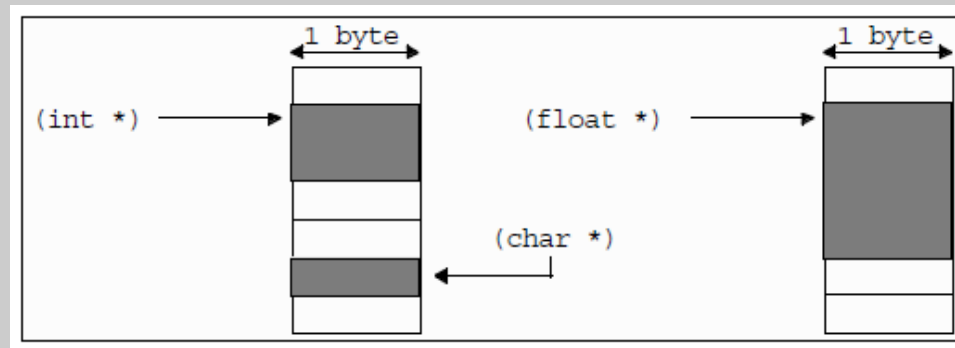 1 byte
1 byte
(int *)
(float *)
(char *)